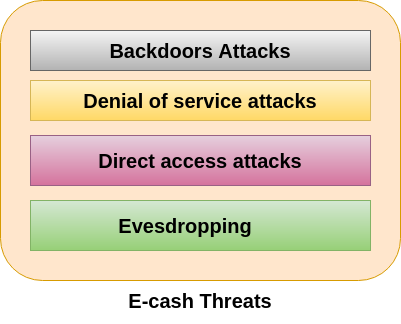 Backdoors Attacks
Denial of service attacks
Direct access attacks
Evesdropping
E-cash Threats